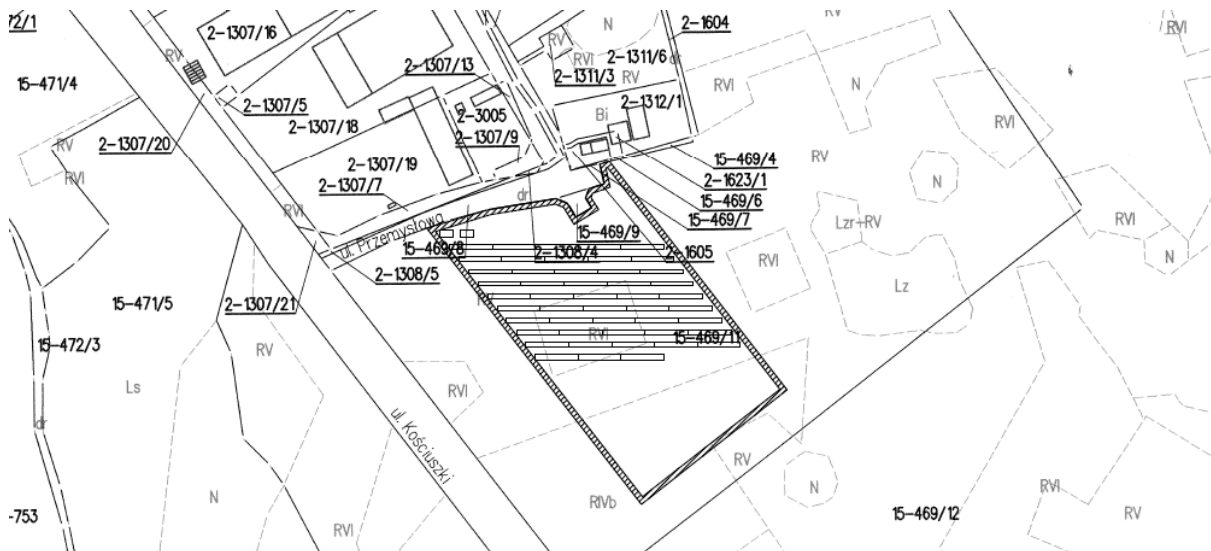 72/1
2-1307/16
N
2-1604
RV
RV
RV
RVI
RVI
2-1311/6
dr
15-471/4
2-1307/13
2-1311/3
RV
RVI
N
2-1307/5
2-1312/1
2-1307/18
2-3005
Bi
RVI
2-1307/20
2-1307/9
RV
15-469/4
RV
2-1307/19
2-1623/1
RVI
2-1307/7
15-469/6
N
dr
15-469/7
RVI
ul. Przemysłowa
15-469/9
Lzr-RV
RVI
15-469/8
2-1308/4
2-1605
RVI
N
2-1308/5
Lz
15-471/5
2-1307/21
RV
RVI
15-469/11
15-472/3
RV
Ls
RVI
ul. Kościuszki
dr
RV
N
RIVb
N
RVI
-753
RVI
15-469/12
RV